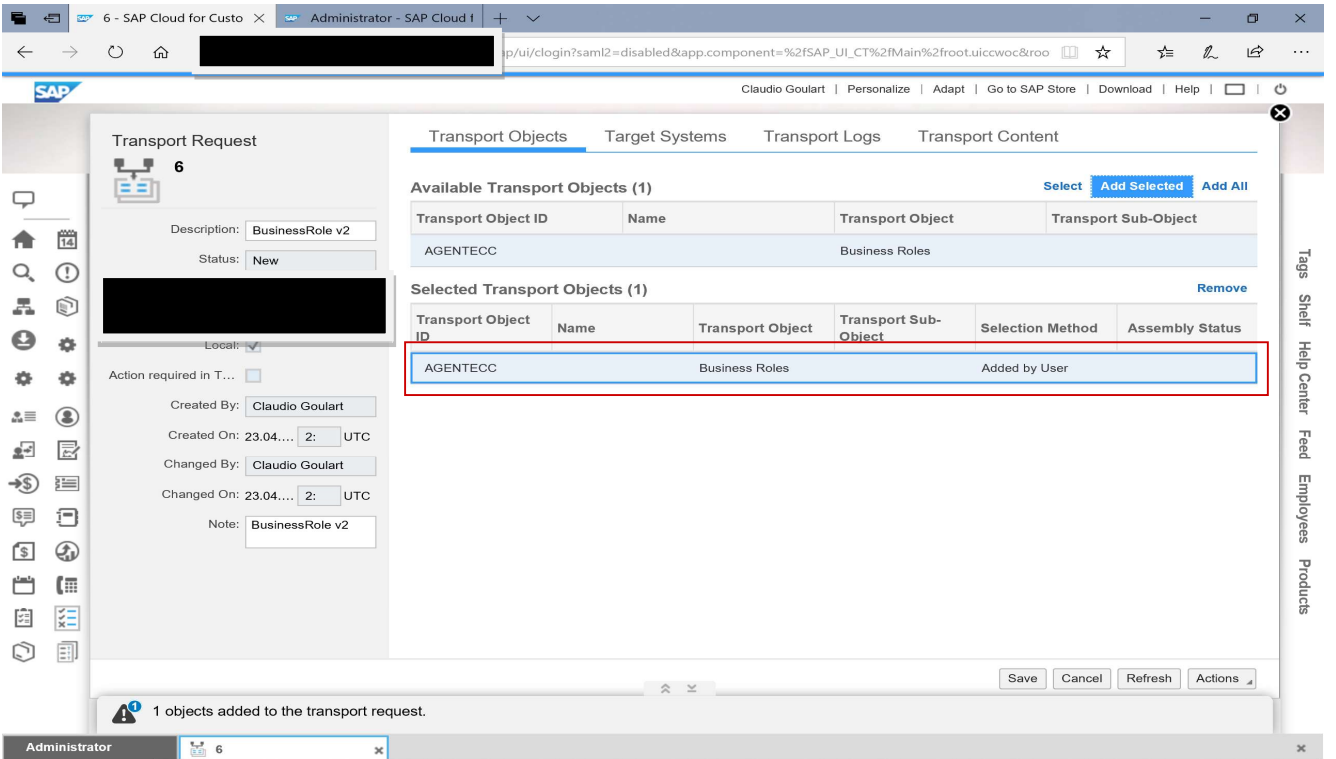 6 - SAP Cloud for Custo
SAP Administrator - SAP Cloud f
ap/ui/clogin?saml2=disabled&app.component=%2fSAP_UI_CT%2fMain%2froot.uiccwoc&roo
SAP
Claudio Goulart | Personalize | Adapt | Go to SAP Store | Download | Help |
Transport Request
6
Description: BusinessRole v2
Status: New
Local:
Action required in T...
Created By: Claudio Goulart
Created On: 23.04.... 2: UTC
Changed By: Claudio Goulart
Changed On: 23.04.... 2: UTC
Note: BusinessRole v2
Transport Objects Target Systems Transport Logs Transport Content
Available Transport Objects (1) Select Add Selected Add All
Transport Object ID Name Transport Object Transport Sub-Object
AGENTECC Business Roles
Selected Transport Objects (1) Remove
Transport Object ID Name Transport Object Transport Sub-Object Selection Method Assembly Status
AGENTECC Business Roles Added by User
Save Cancel Refresh Actions
1
1 objects added to the transport request.
Tags
Shelf
Help Center
Feed
Employees
Products
14
Administrator 6